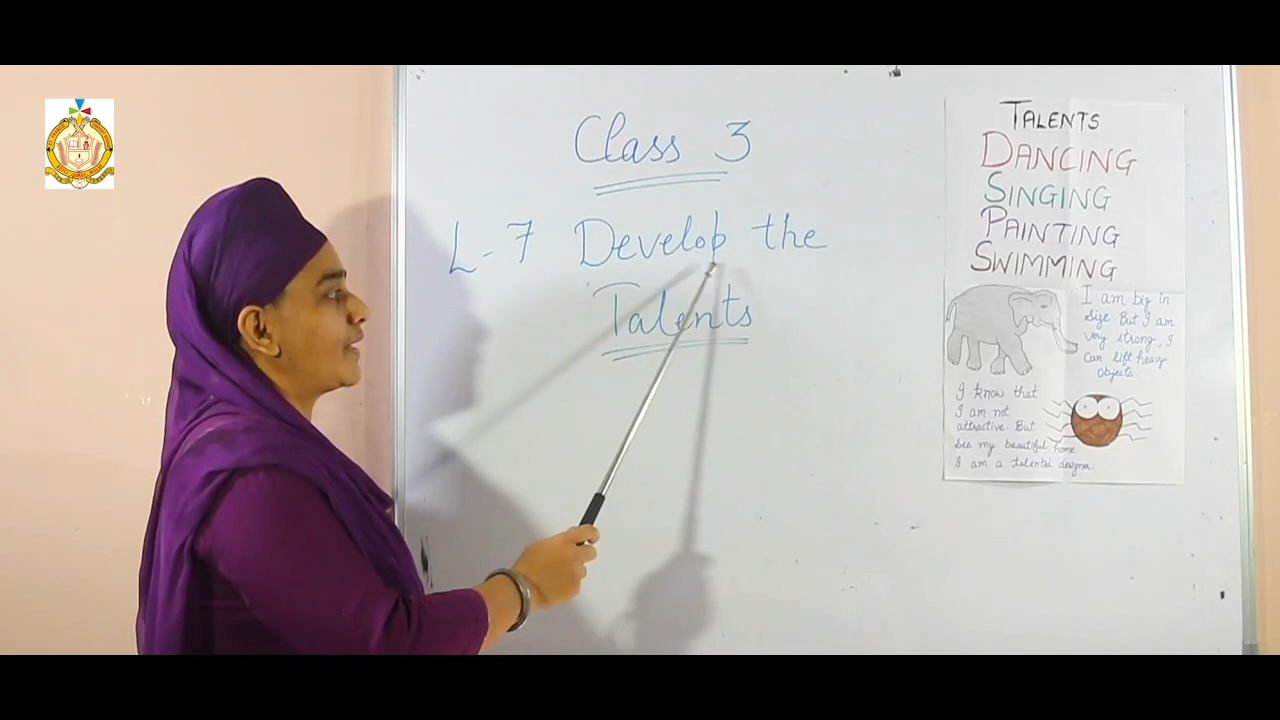 Class 3
L-7 Develop the
Talents
TALENTS
DANCING
SINGING
PAINTING
SWIMMING
I am big in
size. But I am
very strong, I
can lift heavy
objects.
I know that
I am not
attractive. But
see my beautiful home.
I am a talented designer.